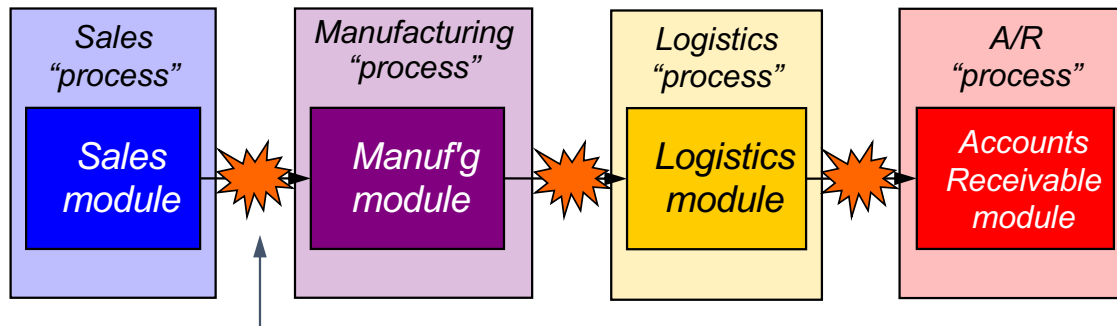 Sales
“process”
Manufacturing
“process”
Logistics
“process”
A/R
“process”
Sales
module
Manuf'g
module
Logistics
module
Accounts
Receivable
module